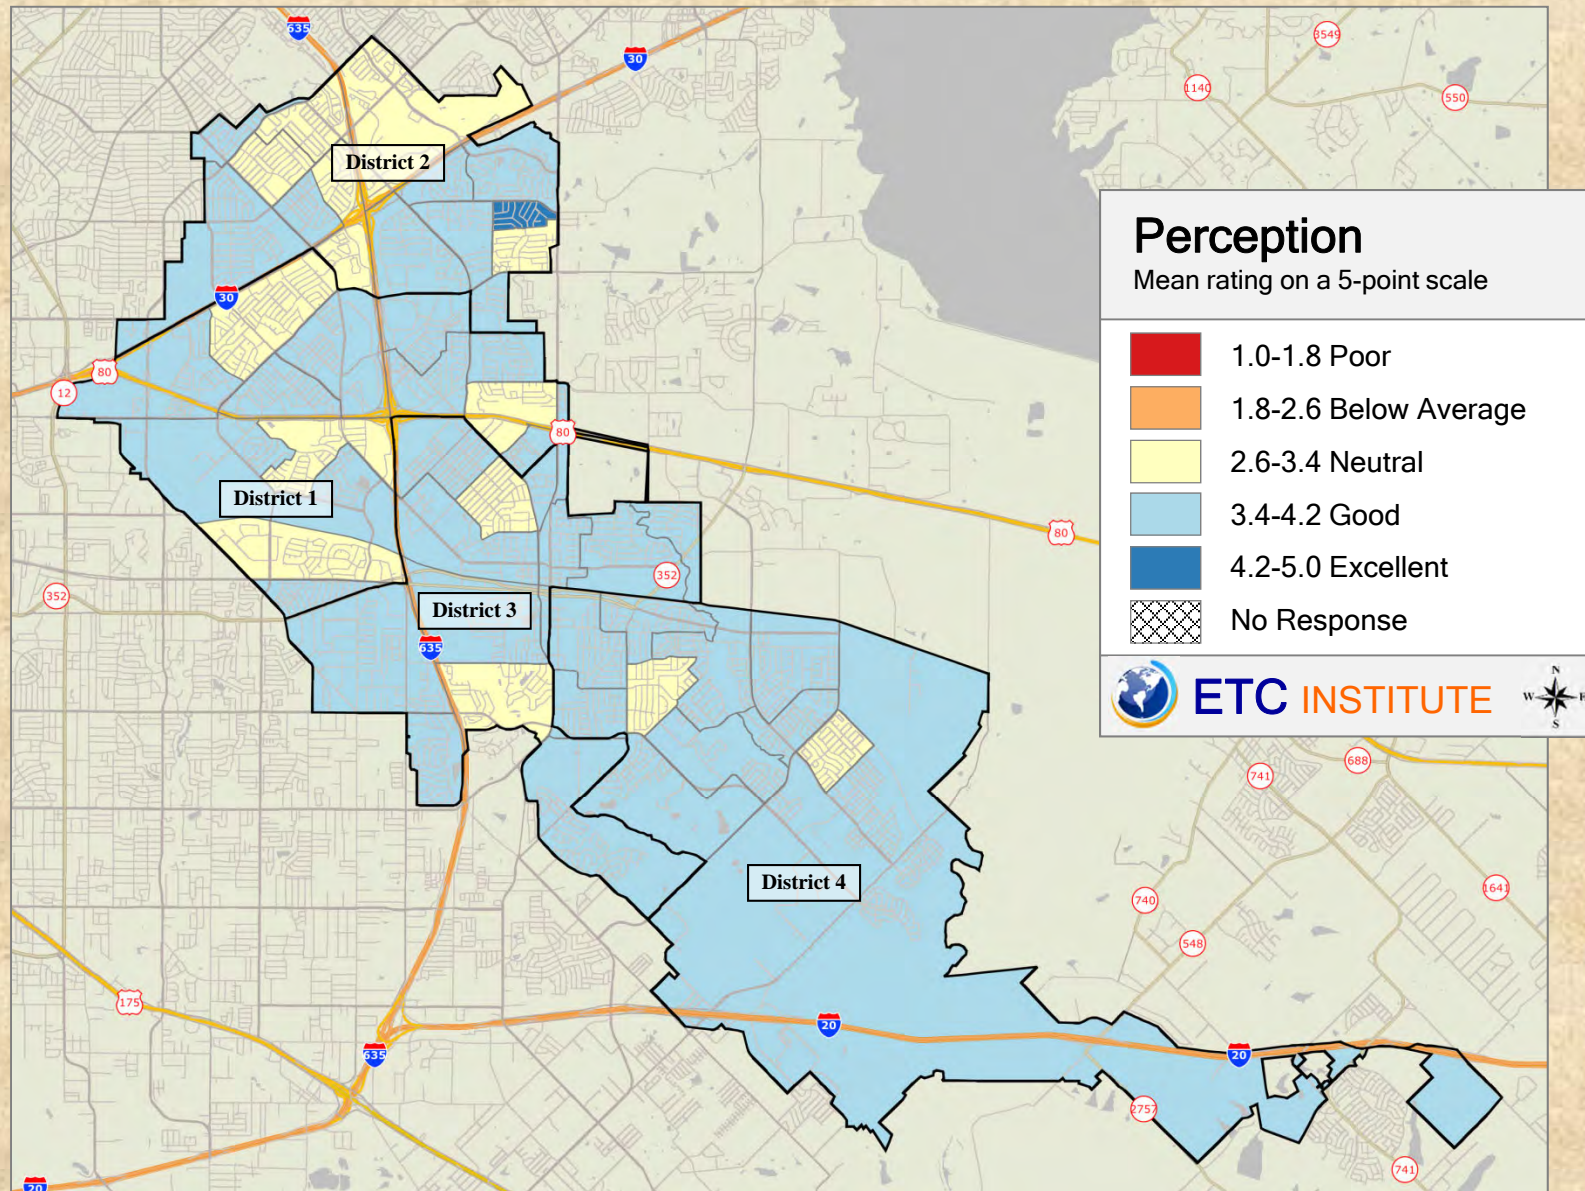 635
30
3549
1140
550
District 2
Perception
Mean rating on a 5-point scale
30
1.0-1.8 Poor
80
12
1.8-2.6 Below Average
80
2.6-3.4 Neutral
District 1
3.4-4.2 Good
80
352
4.2-5.0 Excellent
352
District 3
No Response
635
N
ETC INSTITUTE
W
E
S
688
741
District 4
1641
740
548
175
20
635
20
2757
741
20